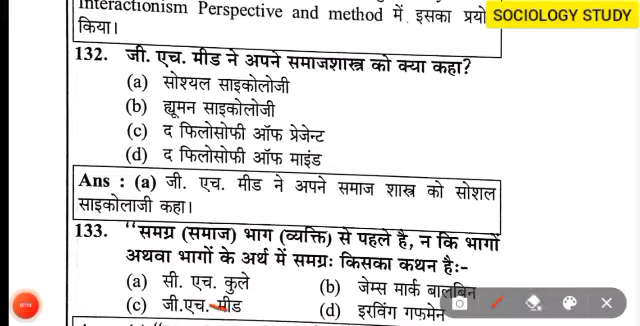 Interactionism Perspective and method में इसका प्रयो
SOCIOLOGY STUDY
किया।
132. जी. एच. मीड ने अपने समाजशास्त्र को क्या कहा?
(a) सोश्यल साइकोलोजी
(b) ह्यूमन साइकोलोजी
(c) द फिलोसोफी ऑफ प्रेजेन्ट
(d) द फिलोसोफी ऑफ माइंड
Ans : (a) जी. एच. मीड ने अपने समाज शास्त्र को सोशल
साइकोलाजी कहा।
133. ''समग्र (समाज) भाग (व्यक्ति) से पहले है, न कि भागों
अथवा भागों के अर्थ में समग्रः किसका कथन है:-
(a) सी. एच. कुले (b) जेम्स मार्क बालबिन
(c) जी.एच. मीड (d) इरविंग गफमेन